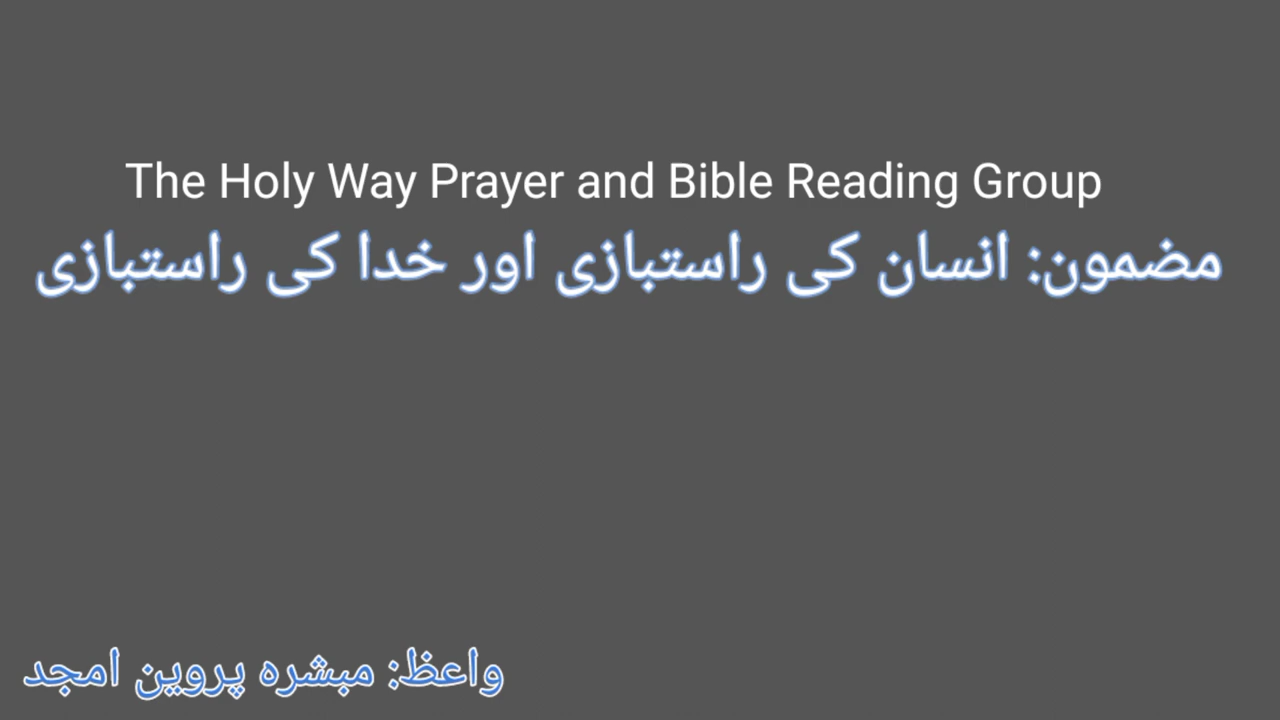 The Holy Way Prayer and Bible Reading Group
مضمون: انسان کی راستبازی اور خدا کی راستبازی
واعظ: مبشرہ پروین امجد